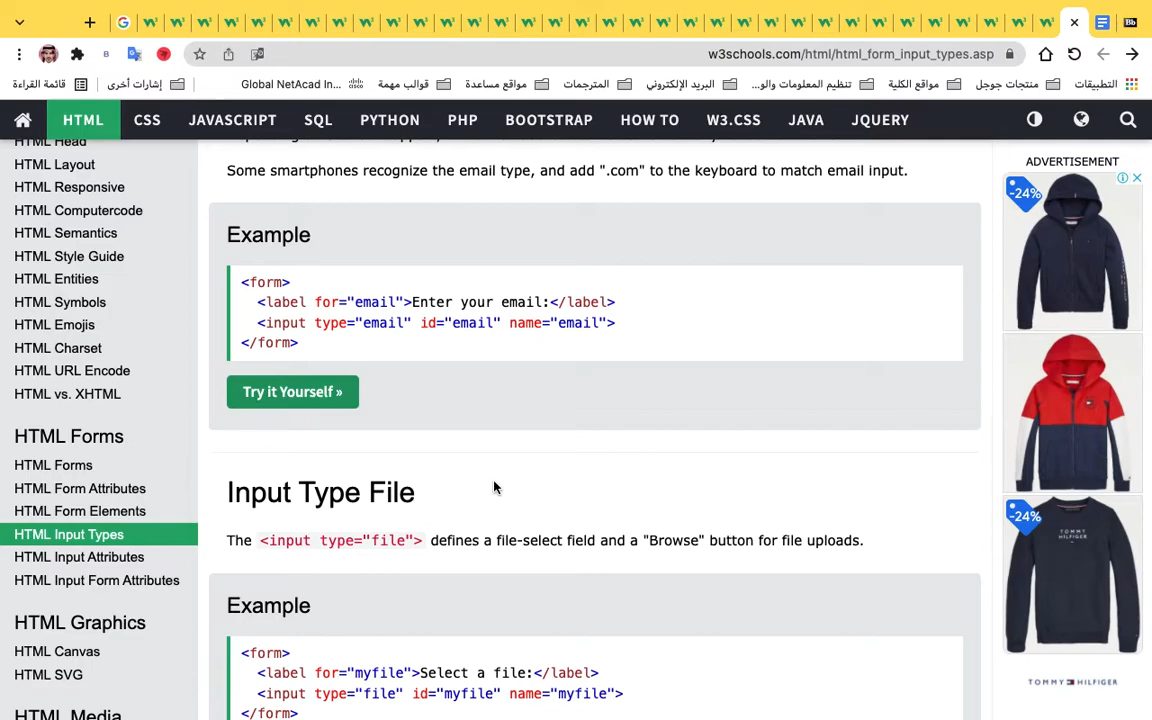 w3schools.com/html/html_form_input_types.asp
التطبيقات
منتجات جوجل
مواقع الكلية
تنظيم المعلومات والو...
البريد الإلكتروني
المترجمات
مواقع مساعدة
قوالب مهمة
Global NetAcad In...
إشارات أخرى
قائمة القراءة
HTML
CSS
JAVASCRIPT
SQL
PYTHON
PHP
BOOTSTRAP
HOW TO
W3.CSS
JAVA
JQUERY
HTML Head
HTML Layout
HTML Responsive
HTML Computercode
HTML Semantics
HTML Style Guide
HTML Entities
HTML Symbols
HTML Emojis
HTML Charset
HTML URL Encode
HTML vs. XHTML
HTML Forms
HTML Forms
HTML Form Attributes
HTML Form Elements
HTML Input Types
HTML Input Attributes
HTML Input Form Attributes
HTML Graphics
HTML Canvas
HTML SVG
HTML Media
Some smartphones recognize the email type, and add ".com" to the keyboard to match email input.
Example
<form>
<label for="email">Enter your email:</label>
<input type="email" id="email" name="email">
</form>
Try it Yourself »
Input Type File
The <input type="file"> defines a file-select field and a "Browse" button for file uploads.
Example
<form>
<label for="myfile">Select a file:</label>
<input type="file" id="myfile" name="myfile">
</form>
ADVERTISEMENT
-24%
-24%
TOMMY
HILFIGER
TOMMY HILFIGER